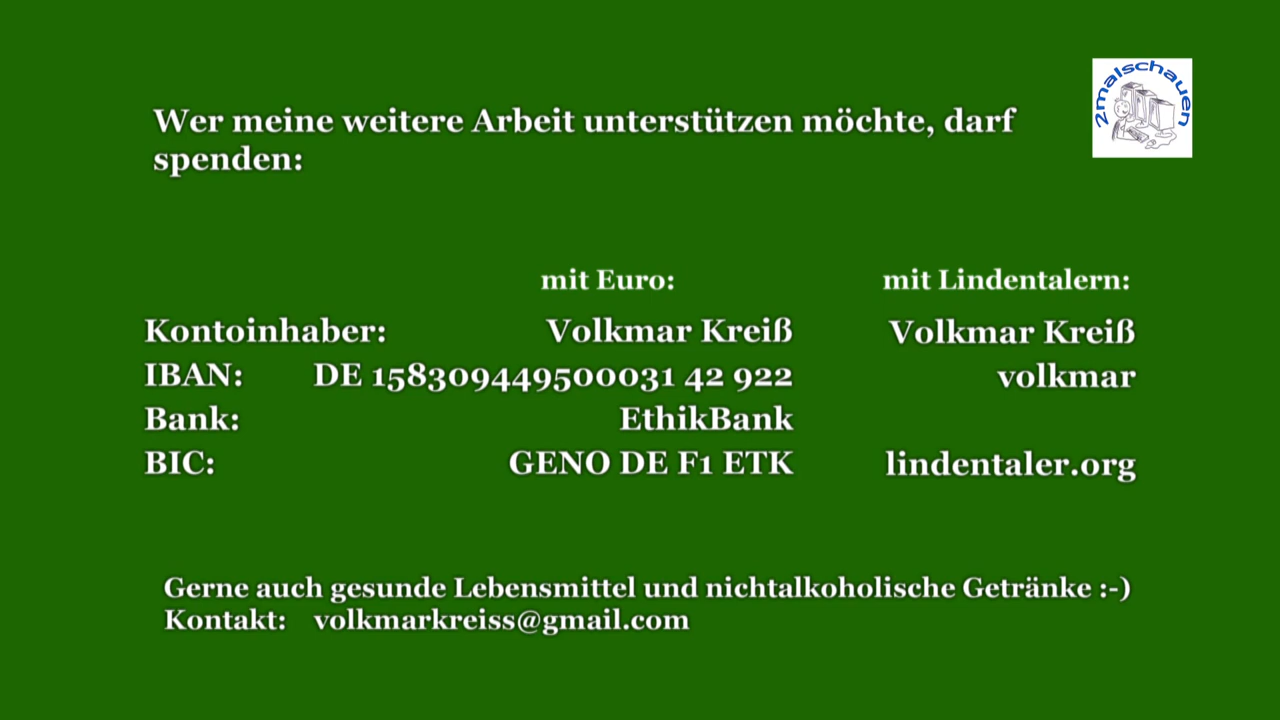 2malschauen
Wer meine weitere Arbeit unterstützen möchte, darf
spenden:
mit Euro: mit Lindentalern:
Kontoinhaber: Volkmar Kreiß Volkmar Kreiß
IBAN: DE 158309449500031 42 922 volkmar
Bank: EthikBank
BIC: GENO DE F1 ETK lindentaler.org
Gerne auch gesunde Lebensmittel und nichtalkoholische Getränke :-)
Kontakt: volkmarkreiss@gmail.com